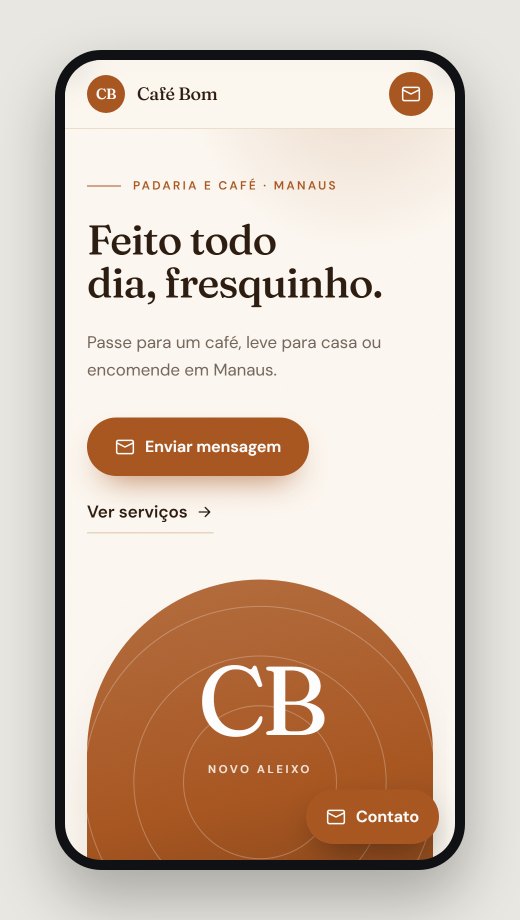 CB Café Bom
PADARIA E CAFÉ · MANAUS
Feito todo
dia, fresquinho.
Passe para um café, leve para casa ou
encomende em Manaus.
Enviar mensagem
Ver serviços →
CB
NOVO ALEIXO
Contato